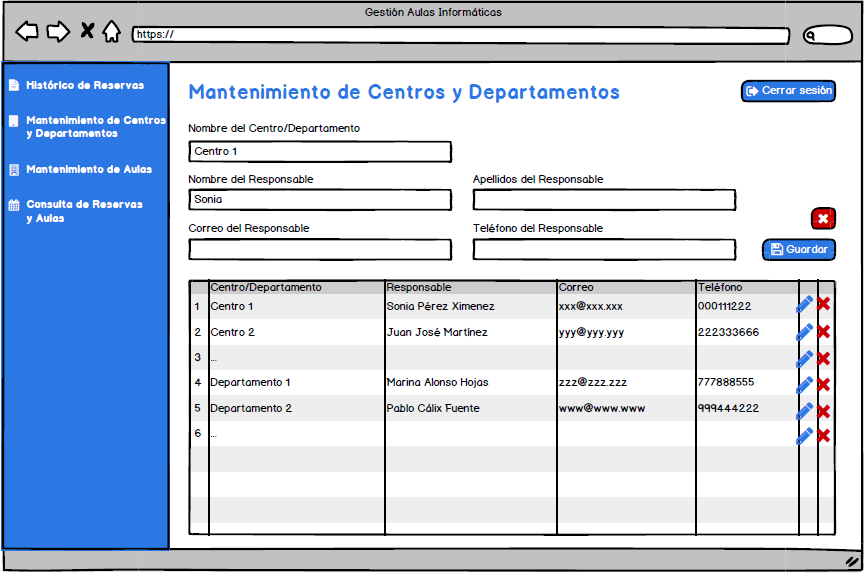 Gestión Aulas Informáticas
https://
Histórico de Reservas
Mantenimiento de Centros
y Departamentos
Mantenimiento de Aulas
Consulta de Reservas
y Aulas
Mantenimiento de Centros y Departamentos
Cerrar sesión
Nombre del Centro/Departamento
Centro 1
Nombre del Responsable Apellidos del Responsable
Sonia
Correo del Responsable Teléfono del Responsable
Guardar
Centro/Departamento Responsable Correo Teléfono
1 Centro 1 Sonia Pérez Ximenez xxx@xxx.xxx 000111222
2 Centro 2 Juan José Martínez yyy@yyy.yyy 222333666
3 ...
4 Departamento 1 Marina Alonso Hojas zzz@zzz.zzz 777888555
5 Departamento 2 Pablo Cálix Fuente www@www.www 999444222
6 ...